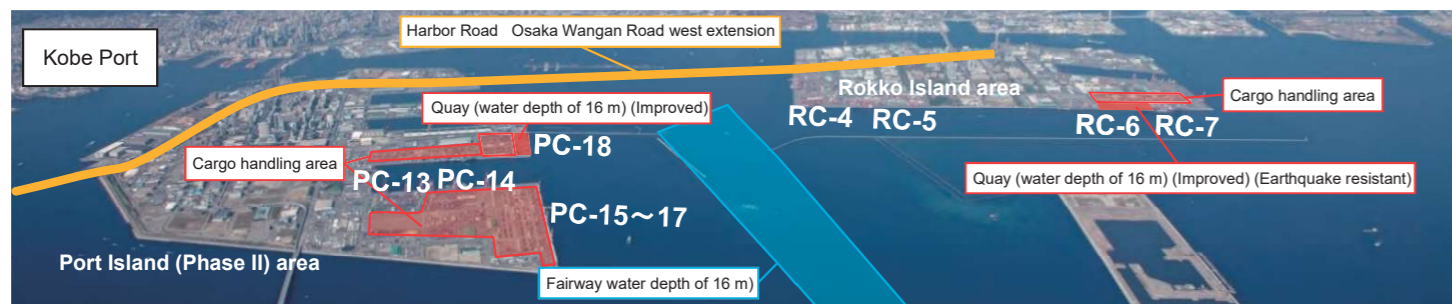 Kobe Port
Harbor Road Osaka Wangan Road west extension
Quay (water depth of 16 m) (Improved)
Cargo handling area
PC-18
PC-13 PC-14
PC-15～17
Port Island (Phase II) area
Fairway water depth of 16 m)
Rokko Island area
RC-4 RC-5
RC-6 RC-7
Cargo handling area
Quay (water depth of 16 m) (Improved) (Earthquake resistant)